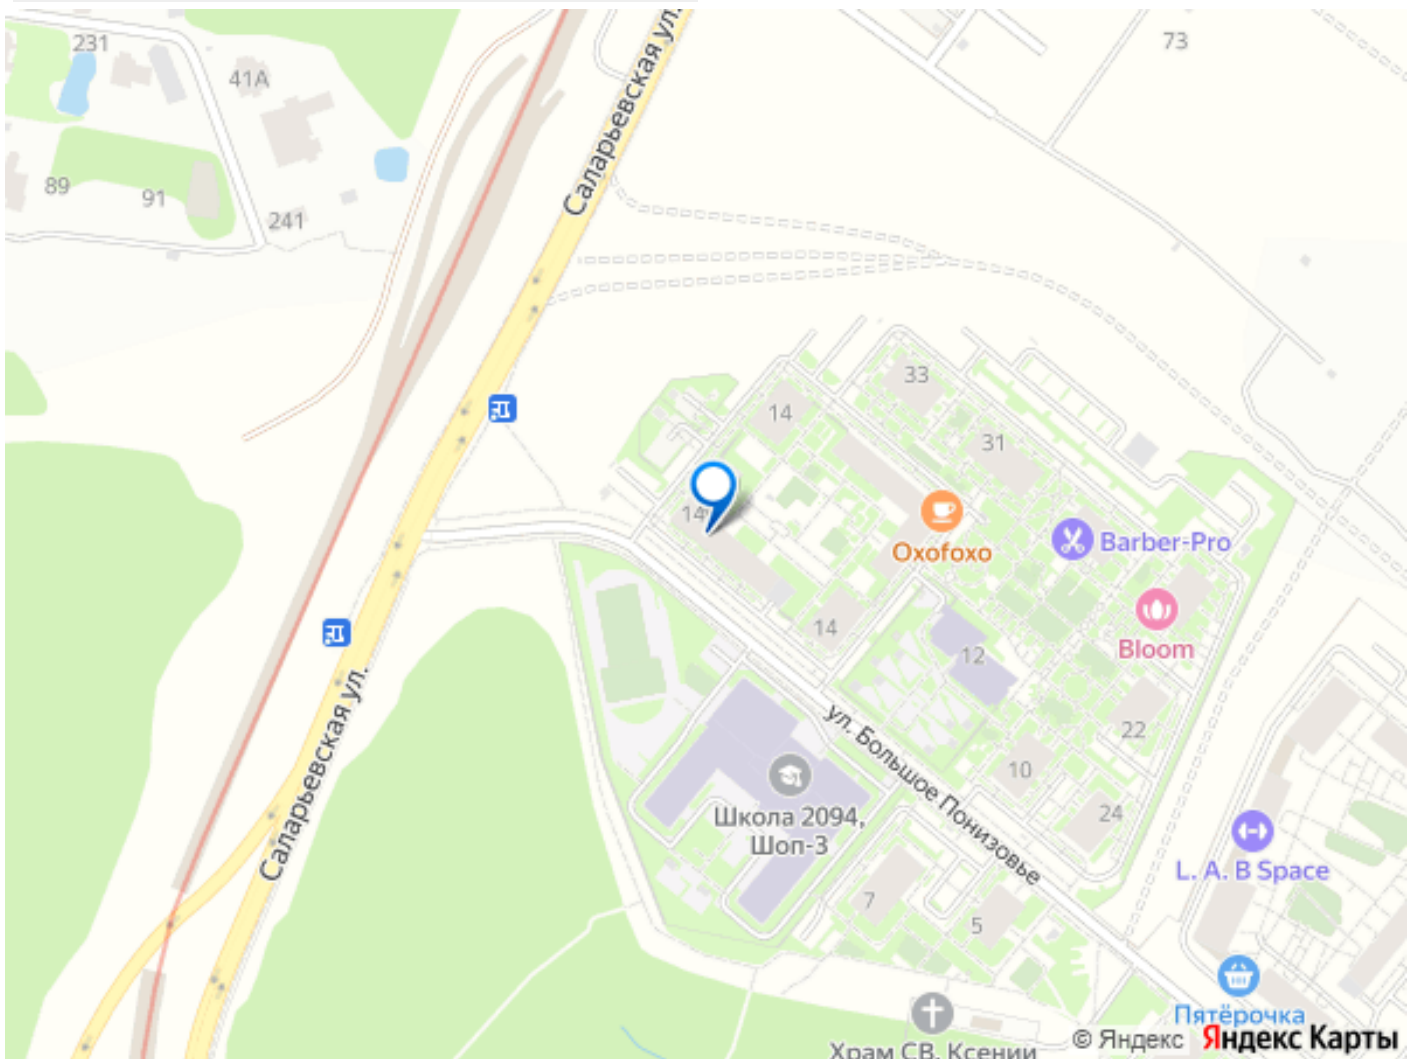 231
41А
89
91
241
Саларьевская ул.
73
33
14
31
14
Oxofoxo
Barber-Pro
Bloom
14
12
22
10
24
ул. Большое Понизовье
Саларьевская ул.
Школа 2094,
Шоп-3
7
5
L. A. B Space
Пятёрочка
Храм СВ. Ксении
© Яндекс Яндекс Карты